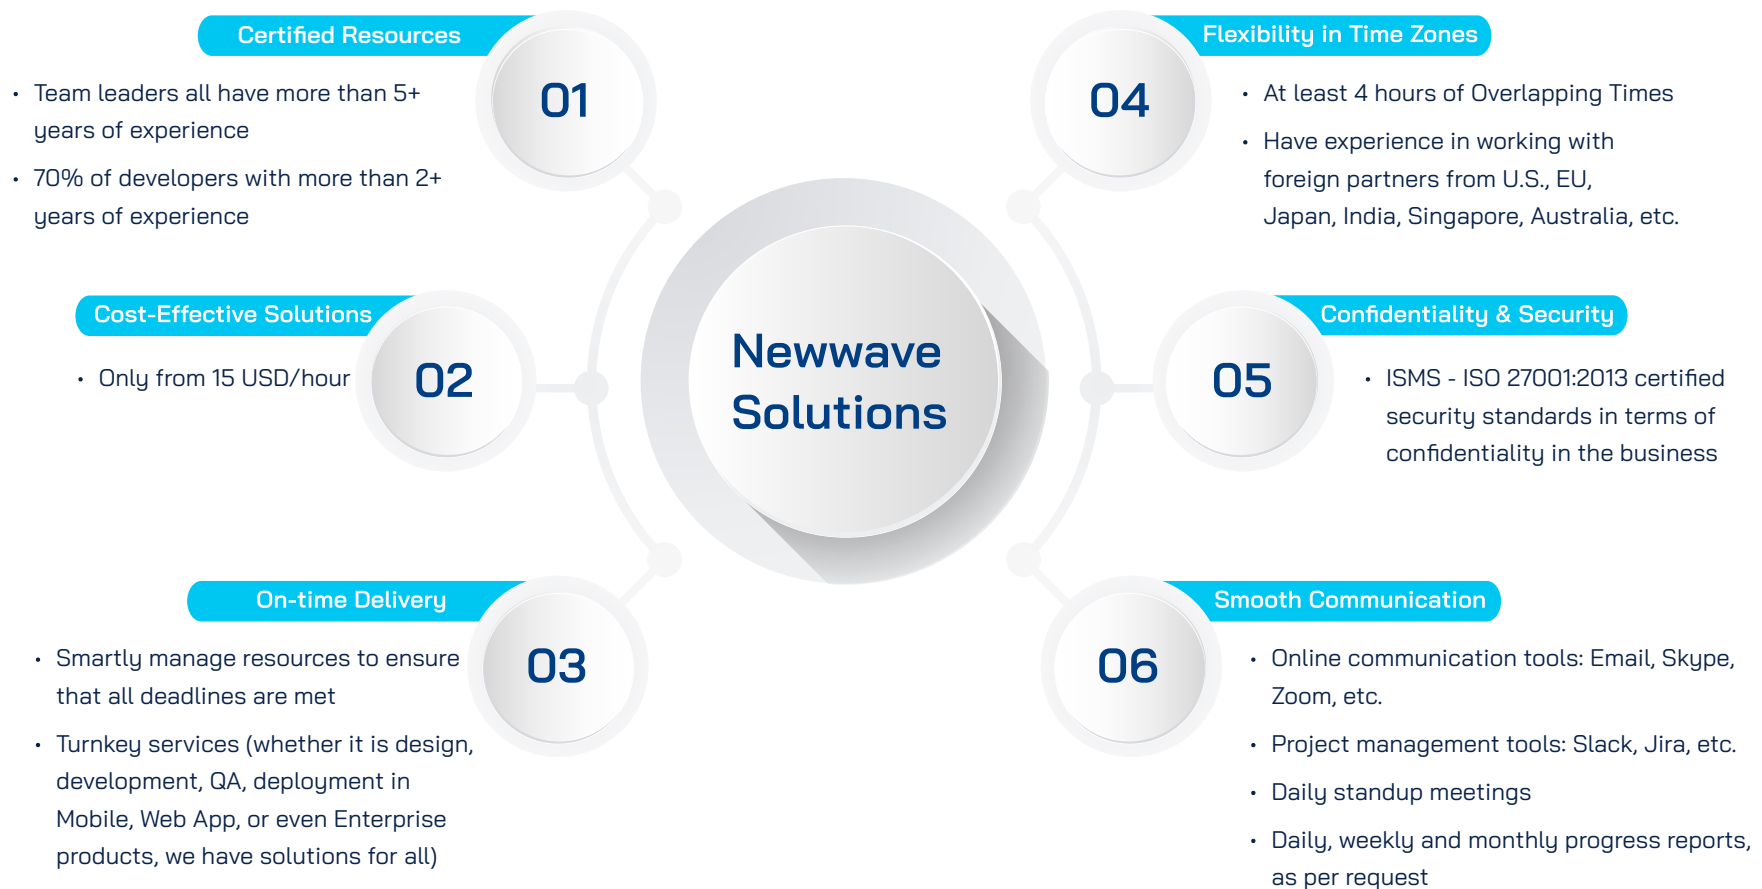 Certified Resources
01
• Team leaders all have more than 5+
years of experience
• 70% of developers with more than 2+
years of experience
Cost-Effective Solutions
02
• Only from 15 USD/hour
On-time Delivery
03
• Smartly manage resources to ensure
that all deadlines are met
• Turnkey services (whether it is design,
development, QA, deployment in
Mobile, Web App, or even Enterprise
products, we have solutions for all)
Newwave
Solutions
Flexibility in Time Zones
04
• At least 4 hours of Overlapping Times
• Have experience in working with
foreign partners from U.S., EU,
Japan, India, Singapore, Australia, etc.
Confidentiality & Security
05
• ISMS - ISO 27001:2013 certified
security standards in terms of
confidentiality in the business
Smooth Communication
06
• Online communication tools: Email, Skype,
Zoom, etc.
• Project management tools: Slack, Jira, etc.
• Daily standup meetings
• Daily, weekly and monthly progress reports,
as per request